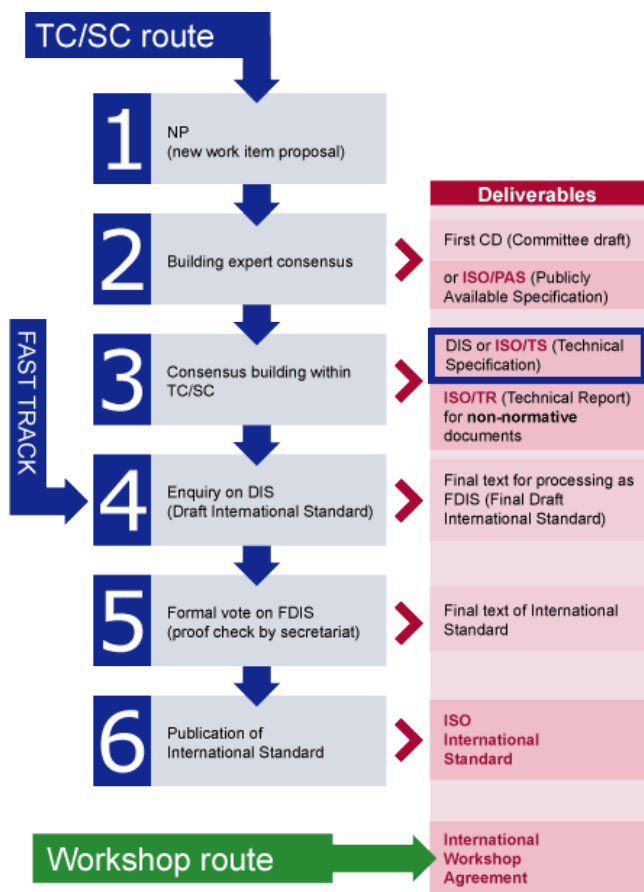 TC/SC route
1
NP
(new work item proposal)
Deliverables
2
Building expert consensus
First CD (Committee draft)
or ISO/PAS (Publicly
Available Specification)
FAST TRACK
3
Consensus building within
TC/SC
DIS or ISO/TS (Technical
Specification)
ISO/TR (Technical Report)
for non-normative
documents
4
Enquiry on DIS
(Draft International Standard)
Final text for processing as
FDIS (Final Draft
International Standard)
5
Formal vote on FDIS
(proof check by secretariat)
Final text of International
Standard
6
Publication of
International Standard
ISO
International
Standard
Workshop route
International
Workshop
Agreement